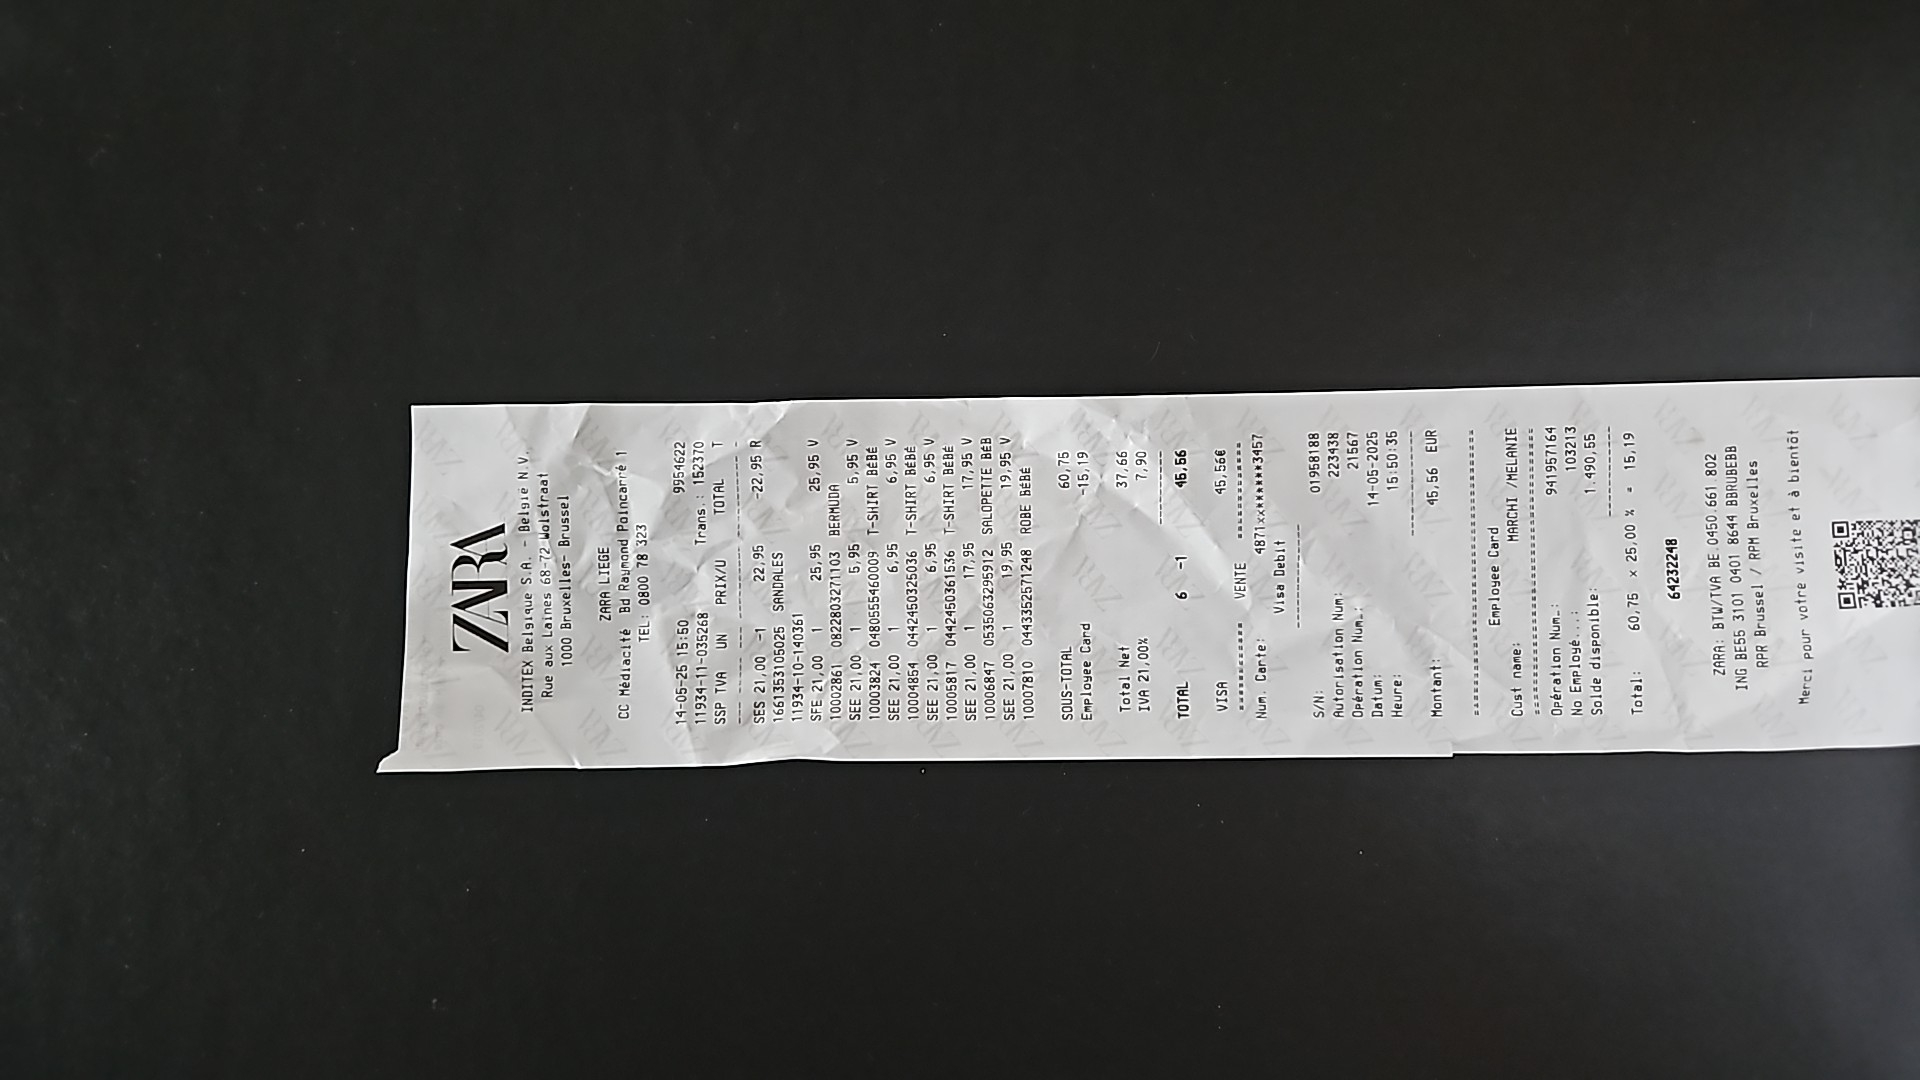 ZARA
INDITEX Belgique S.A. - België N.V.
Rue aux Laines 68-72 Wolstraat
1000 Bruxelles- Brussel
ZARA LIEGE
CC Médiacité Bd Raymond Poincarré 1
TEL: 0800 78 323
14-05-25 15:50 9954622
11934-11-035268 Trans.: 152370
SSP TVA UN PRIX/U TOTAL T
SES 21,00 -1 22,95 -22,95 R
1661353105025 SANDALES
11934-10-140361
SFE 21,00 1 25,95 25,95 V
10002861 0822803271103 BERMUDA
SEE 21,00 1 5,95 5,95 V
10003824 0480555460009 T-SHIRT BÉBÉ
SEE 21,00 1 6,95 6,95 V
10004854 0442450325036 T-SHIRT BÉBÉ
SEE 21,00 1 6,95 6,95 V
10005817 0442450361536 T-SHIRT BÉBÉ
SEE 21,00 1 17,95 17,95 V
10006847 0535063295912 SALOPETTE BÉB
SEE 21,00 1 19,95 19,95 V
10007810 0443352571248 ROBE BÉBÉ
SOUS-TOTAL 60,75
Employee Card -15,19
Total Net 37,66
IVA 21,00% 7,90
TOTAL 6 -1 45,56
VISA 45,56€
VENTE
Num. Carte: 4871********3457
Visa Debit
S/N: 01958188
Autorisation Num: 223438
Opération Num.: 21567
Datum: 14-05-2025
Heure: 15:50:35
Montant: 45,56 EUR
Employee Card
Cust name: MARCHI /MELANIE
Opération Num.: 9419571164
No Employé...: 103213
Solde disponible: 1.490,55
Total: 60,75 x 25,00 % = 15,19
64232248
ZARA: BTW/TVA BE.0450.661.802
ING BE55 3101 0401 8644 BBRUBEBB
RPR Brussel / RPM Bruxelles
Merci pour votre visite et à bientôt